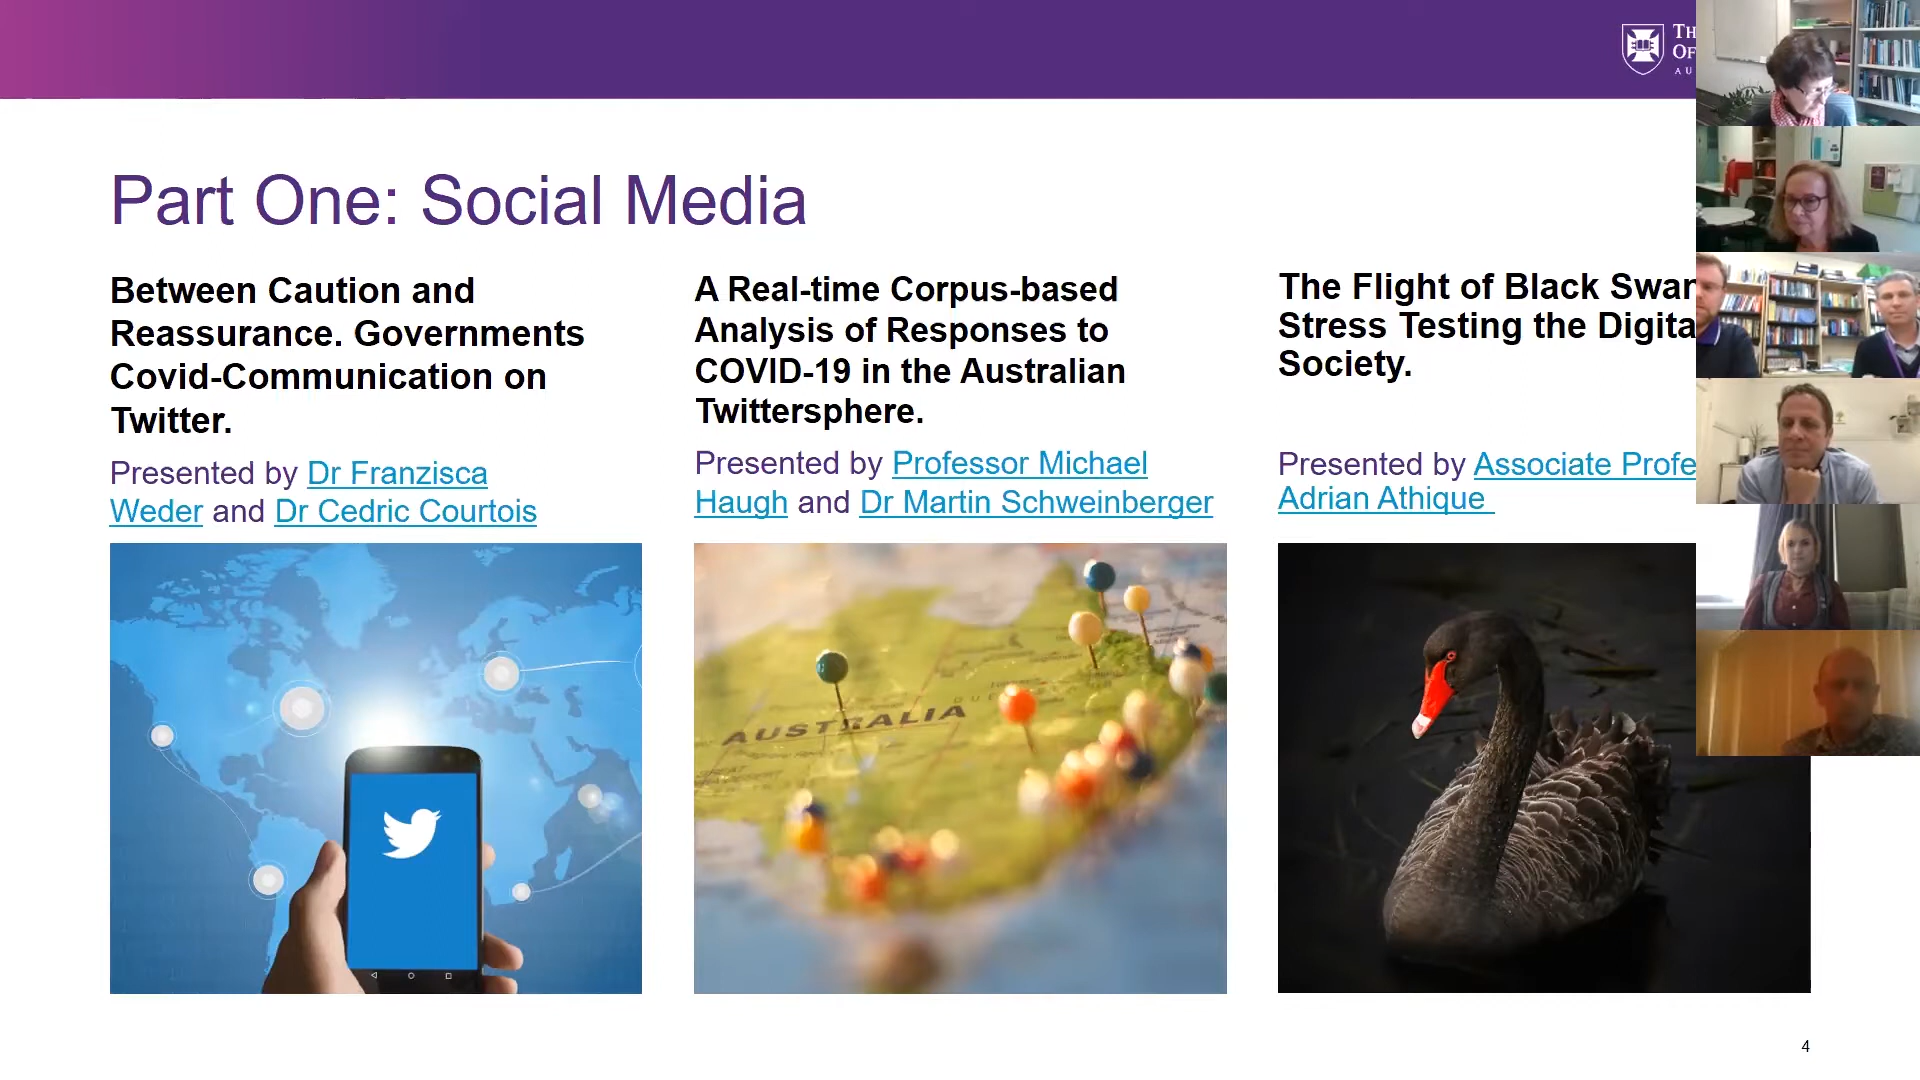 Part One: Social Media
Between Caution and
Reassurance. Governments
Covid-Communication on
Twitter.
Presented by Dr Franzisca
Weder and Dr Cedric Courtois
A Real-time Corpus-based
Analysis of Responses to
COVID-19 in the Australian
Twittersphere.
Presented by Professor Michael
Haugh and Dr Martin Schweinberger
The Flight of Black
Stress Testing the
Society.
Presented by Associate
Adrian Athique
AUSTRALIA
4